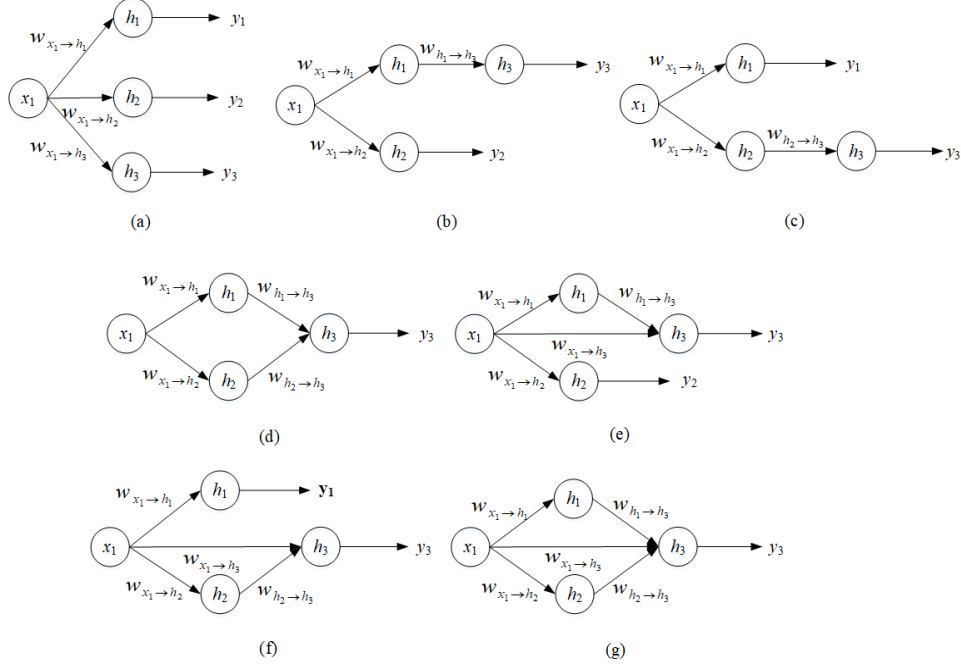 h₁ y₁
w x₁→h₁
x₁ h₂ y₂
w x₁→h₂
w x₁→h₃
h₃ y₃
(a)
w x₁→h₁ h₁ w h₁→h₃ h₃ y₃
x₁
w x₁→h₂ h₂ y₂
(b)
w x₁→h₁ h₁ y₁
x₁
w x₁→h₂ h₂ w h₂→h₃ h₃ y₃
(c)
w x₁→h₁ h₁ w h₁→h₃
x₁ h₃ y₃
w x₁→h₂ h₂ w h₂→h₃
(d)
w x₁→h₁ h₁ w h₁→h₃
x₁ h₃ y₃
w x₁→h₃
w x₁→h₂ h₂ y₂
(e)
w x₁→h₁ h₁ y₁
x₁ h₃ y₃
w x₁→h₃
w x₁→h₂ h₂ w h₂→h₃
(f)
w x₁→h₁ h₁ w h₁→h₃
x₁ h₃ y₃
w x₁→h₃
w x₁→h₂ h₂ w h₂→h₃
(g)